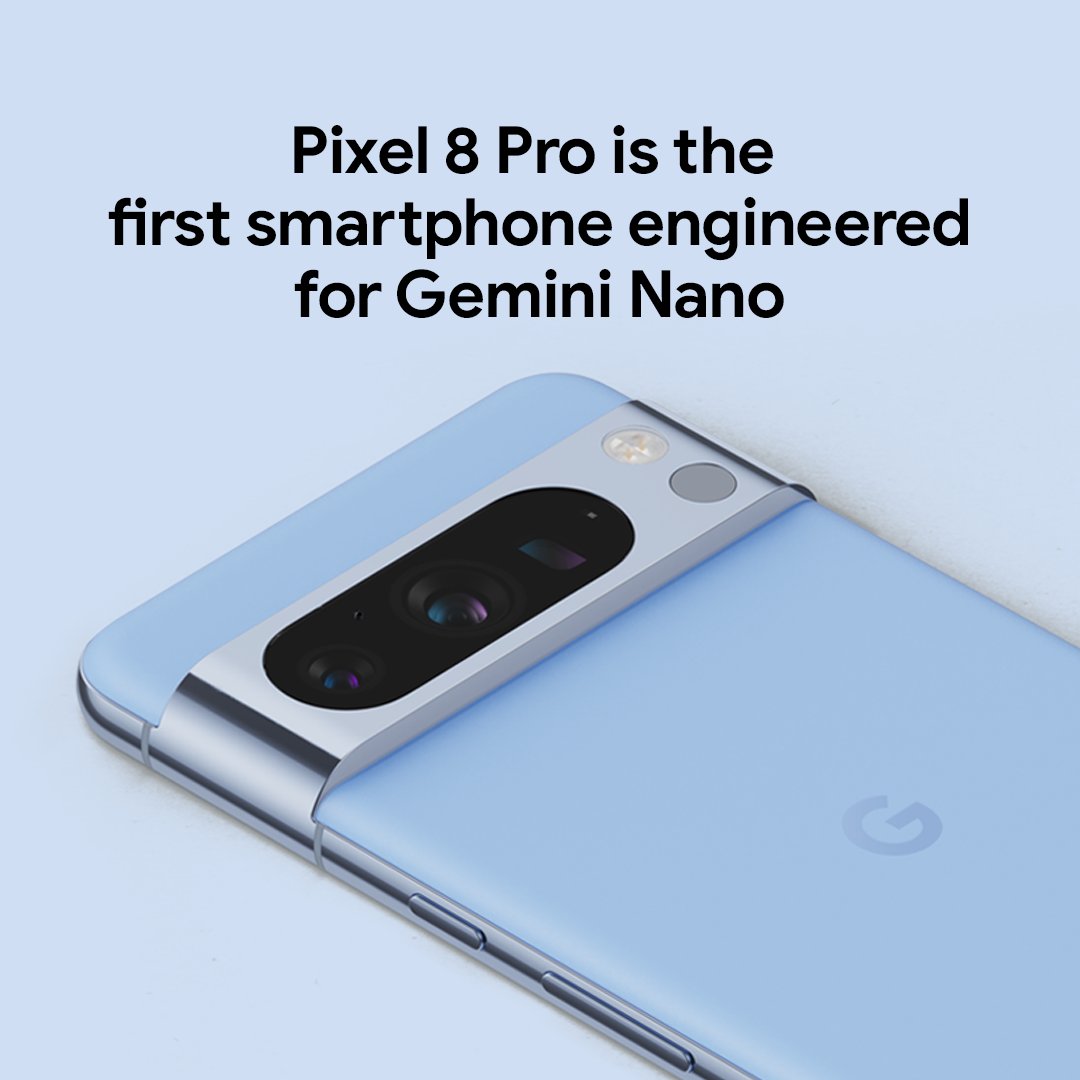 Pixel 8 Pro is the
first smartphone engineered
for Gemini Nano
G